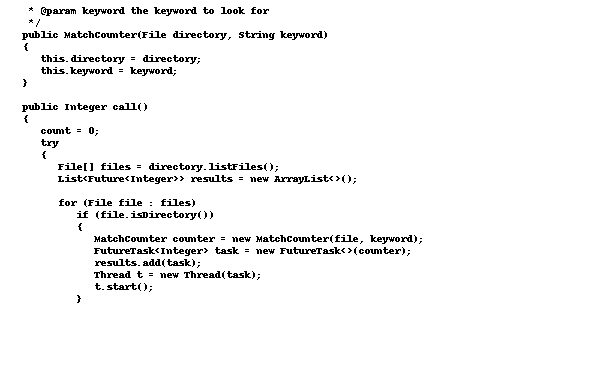 * @param keyword the keyword to look for
*/
public MatchCounter(File directory, String keyword)
{
this.directory = directory;
this.keyword = keyword;
}
public Integer call()
{
count = 0;
try
{
File[] files = directory.listFiles();
List<Future<Integer>> results = new ArrayList<>();
for (File file : files)
if (file.isDirectory())
{
MatchCounter counter = new MatchCounter(file, keyword);
FutureTask<Integer> task = new FutureTask<>(counter);
results.add(task);
Thread t = new Thread(task);
t.start();
}